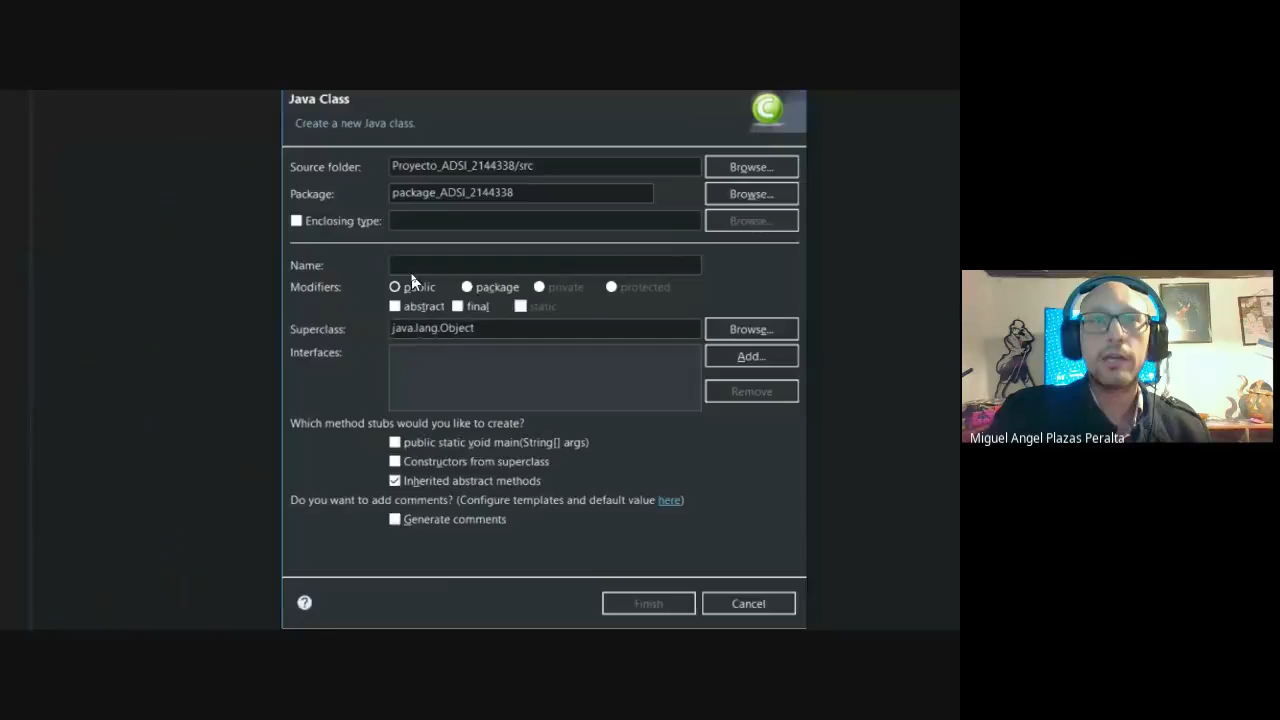 Java Class
Create a new Java class.
Source folder: Proyecto_ADSI_2144338/src Browse...
Package: package_ADSI_2144338 Browse...
Enclosing type: Browse...
Name:
Modifiers: public package private protected
abstract final static
Superclass: java.lang.Object Browse...
Interfaces: Add...
Remove
Which method stubs would you like to create?
public static void main(String[] args)
Constructors from superclass
Inherited abstract methods
Do you want to add comments? (Configure templates and default value here)
Generate comments
? Finish Cancel
Miguel Angel Plazas Peralta